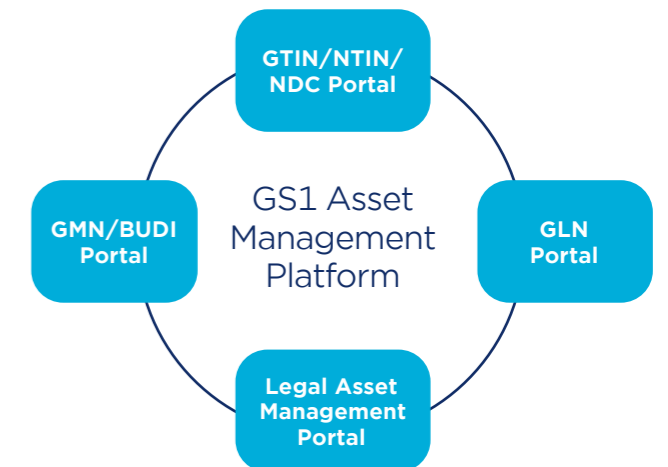 GTIN/NTIN/
NDC Portal
GS1 Asset
Management
Platform
GMN/BUDI
Portal
GLN
Portal
Legal Asset
Management
Portal